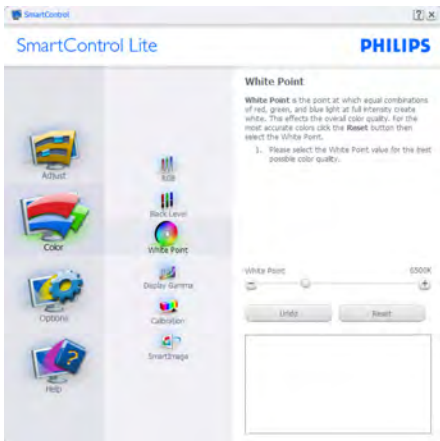 SmartControl
SmartControl Lite
PHILIPS
Adjust
Color
Options
Help
RGB
Black Level
White Point
Display Gamma
Calibration
SmartImage
White Point
White Point is the point at which equal combinations
of red, green, and blue light at full intensity create
white. The effects the overall color quality. For the
most accurate colors click the Reset button then
select the White Point.
1. Please select the White Point value for the best
possible color quality.
White Point 6500K
Undo
Reset